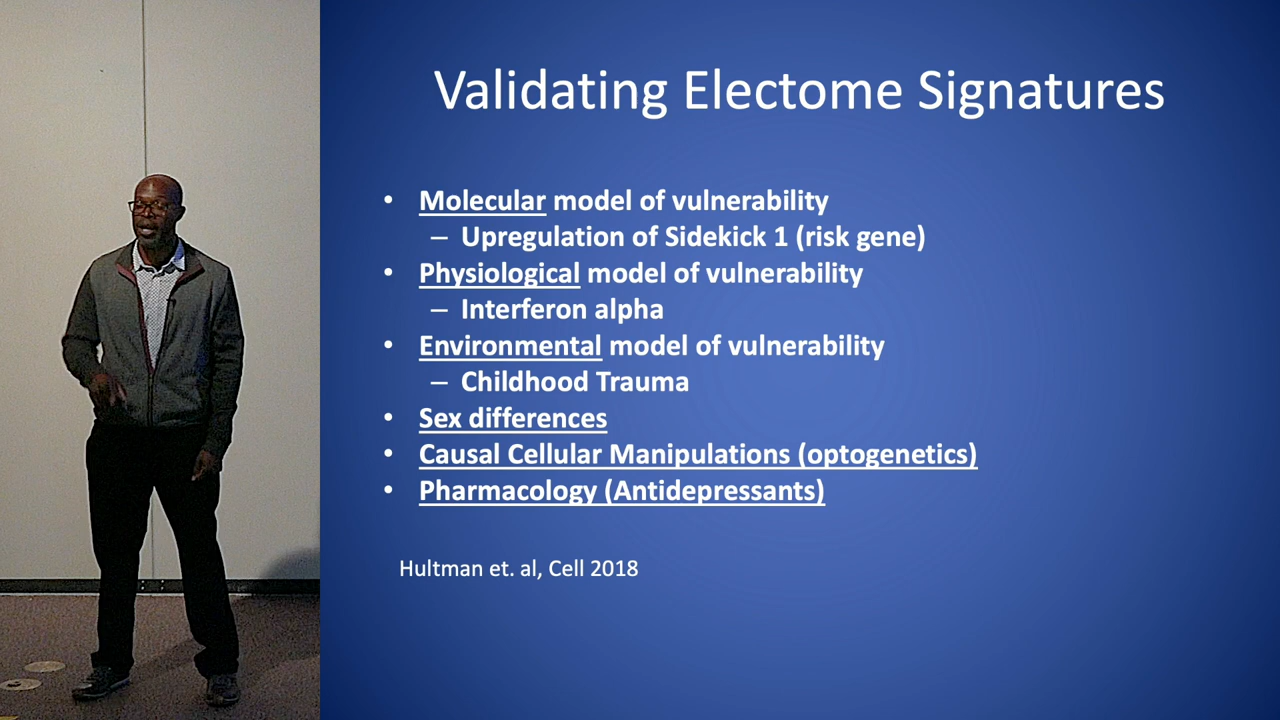 Validating Electome Signatures
• Molecular model of vulnerability
– Upregulation of Sidekick 1 (risk gene)
• Physiological model of vulnerability
– Interferon alpha
• Environmental model of vulnerability
– Childhood Trauma
• Sex differences
• Causal Cellular Manipulations (optogenetics)
• Pharmacology (Antidepressants)
Hultman et. al, Cell 2018